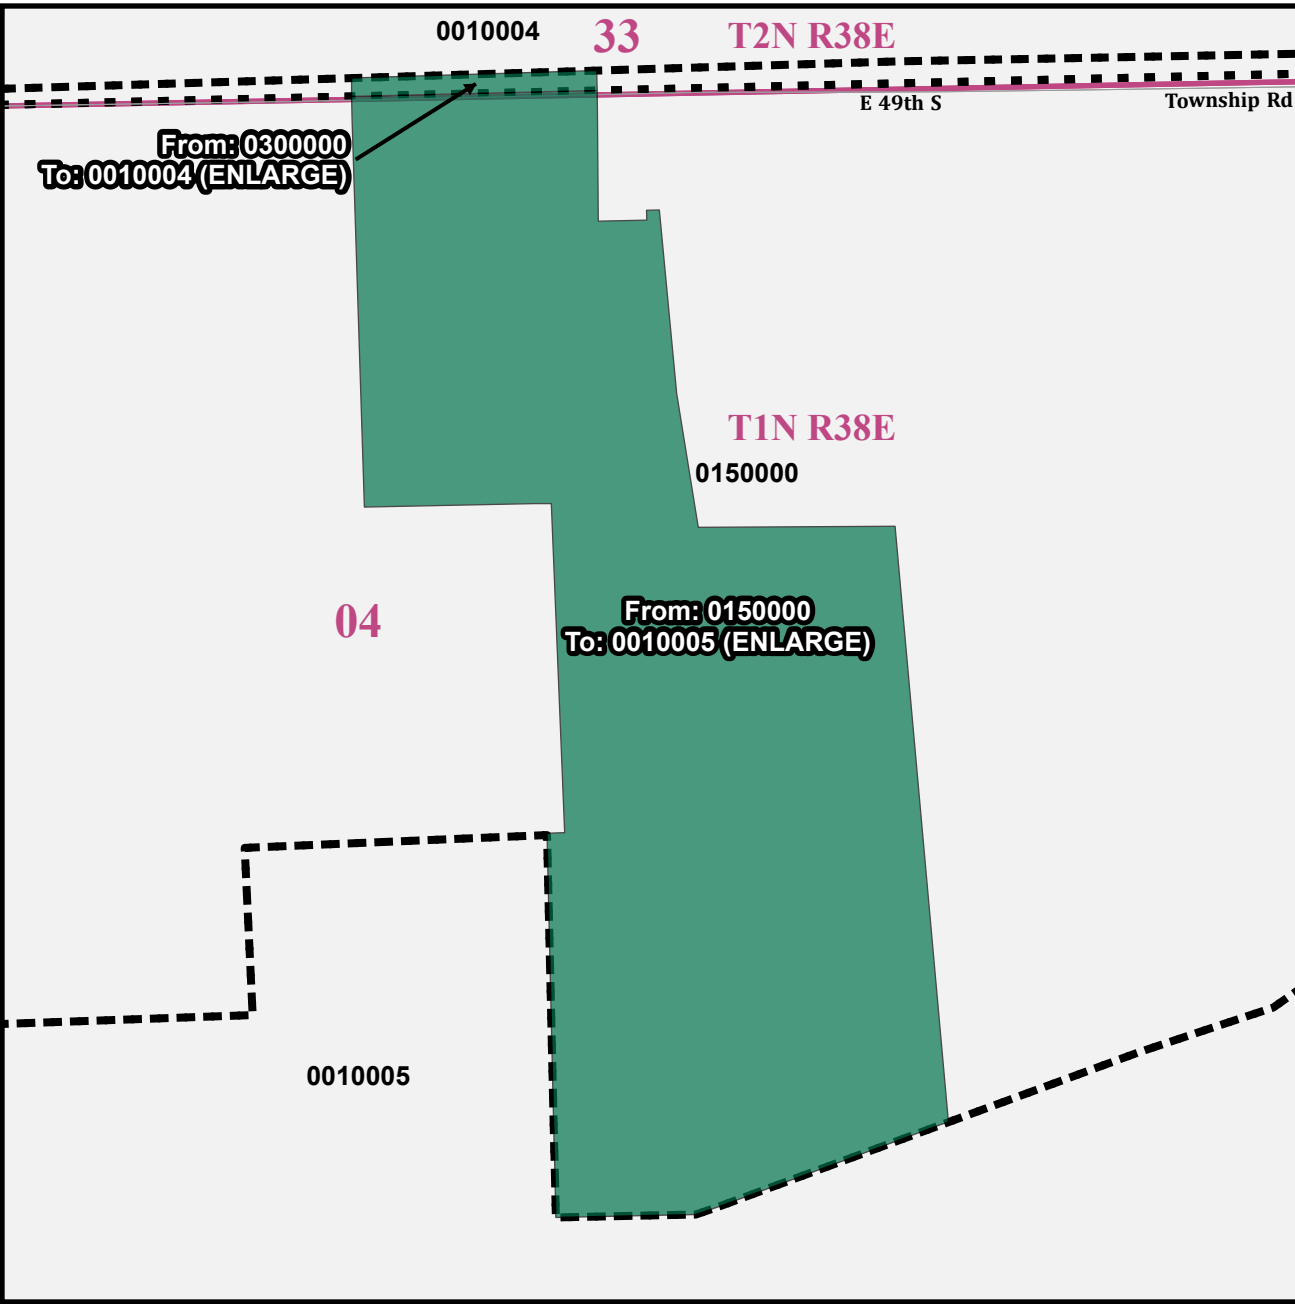 0010004
33
T2N R38E
E 49th S
Township Rd
From: 0300000
To: 0010004 (ENLARGE)
T1N R38E
0150000
From: 0150000
To: 0010005 (ENLARGE)
04
0010005